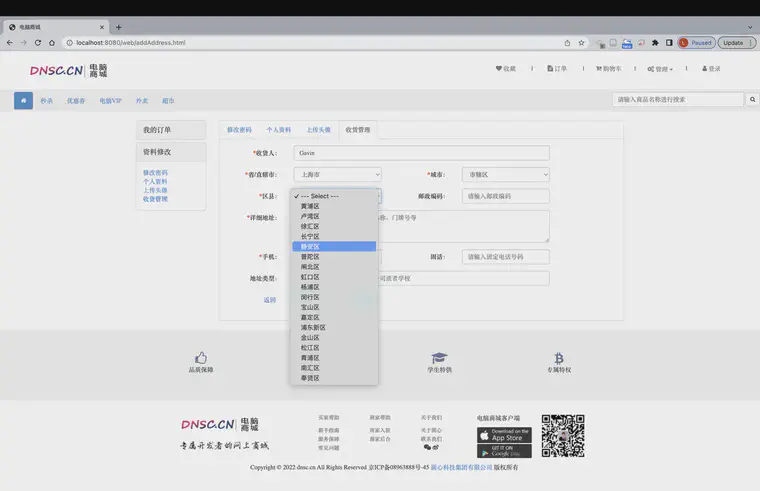 电脑商城
localhost:8080/web/addAddress.html
New
L Paused
Update
DNSC.CN 电脑商城
收藏 订单 购物车 管理 登录
秒杀 优惠券 电脑VIP 外卖 超市
请输入商品名称进行搜索
我的订单
资料修改
修改密码
个人资料
上传头像
收货管理
修改密码 个人资料 上传头像 收货管理
*收货人: Gavin
*省/直辖市: 上海市 *城市: 市辖区
*区县: 邮政编码: 请输入邮政编码
✓ --- Select ---
黄浦区
卢湾区
徐汇区
长宁区
静安区
普陀区
闸北区
虹口区
杨浦区
闵行区
宝山区
嘉定区
浦东新区
金山区
松江区
青浦区
南汇区
奉贤区
*详细地址: 称、门牌号等
*手机: 固话: 请输入固定电话号码
地址类型: 司或者学校
返回
品质保障 学生特供 专属特权
DNSC.CN 电脑商城
专属开发者的网上商城
买家帮助 商家帮助 关于我们
新手指南 商家入驻
服务保障 商家后台 联系我们
常见问题
电脑商城客户端
Download on the
App Store
GET IT ON
Google play
Copyright © 2022 dnsc.cn All Rights Reserved 京ICP备08963888号-45 圆心科技集团有限公司 版权所有